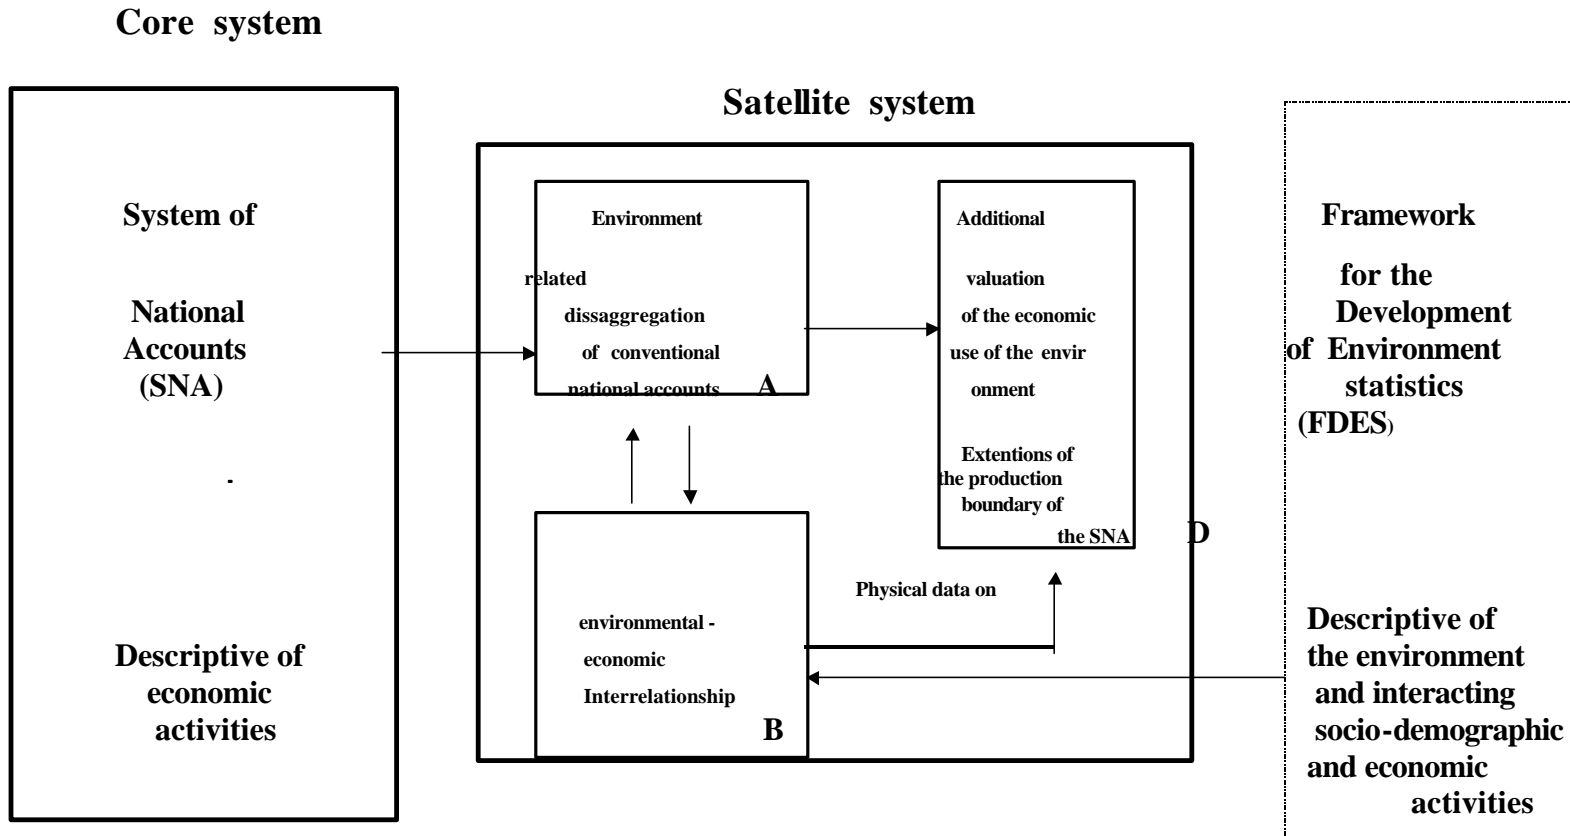 Core system
Satellite system
System of
National
Accounts
(SNA)
-
Descriptive of
economic
activities
Environment
related
dissaggregation
of conventional
national accounts
A
Additional
valuation
of the economic
use of the envir
onment
Extentions of
the production
boundary of
the SNA
D
Physical data on
environmental -
economic
Interrelationship
B
Framework
for the
Development
of Environment
statistics
(FDES)
Descriptive of
the environment
and interacting
socio-demographic
and economic
activities